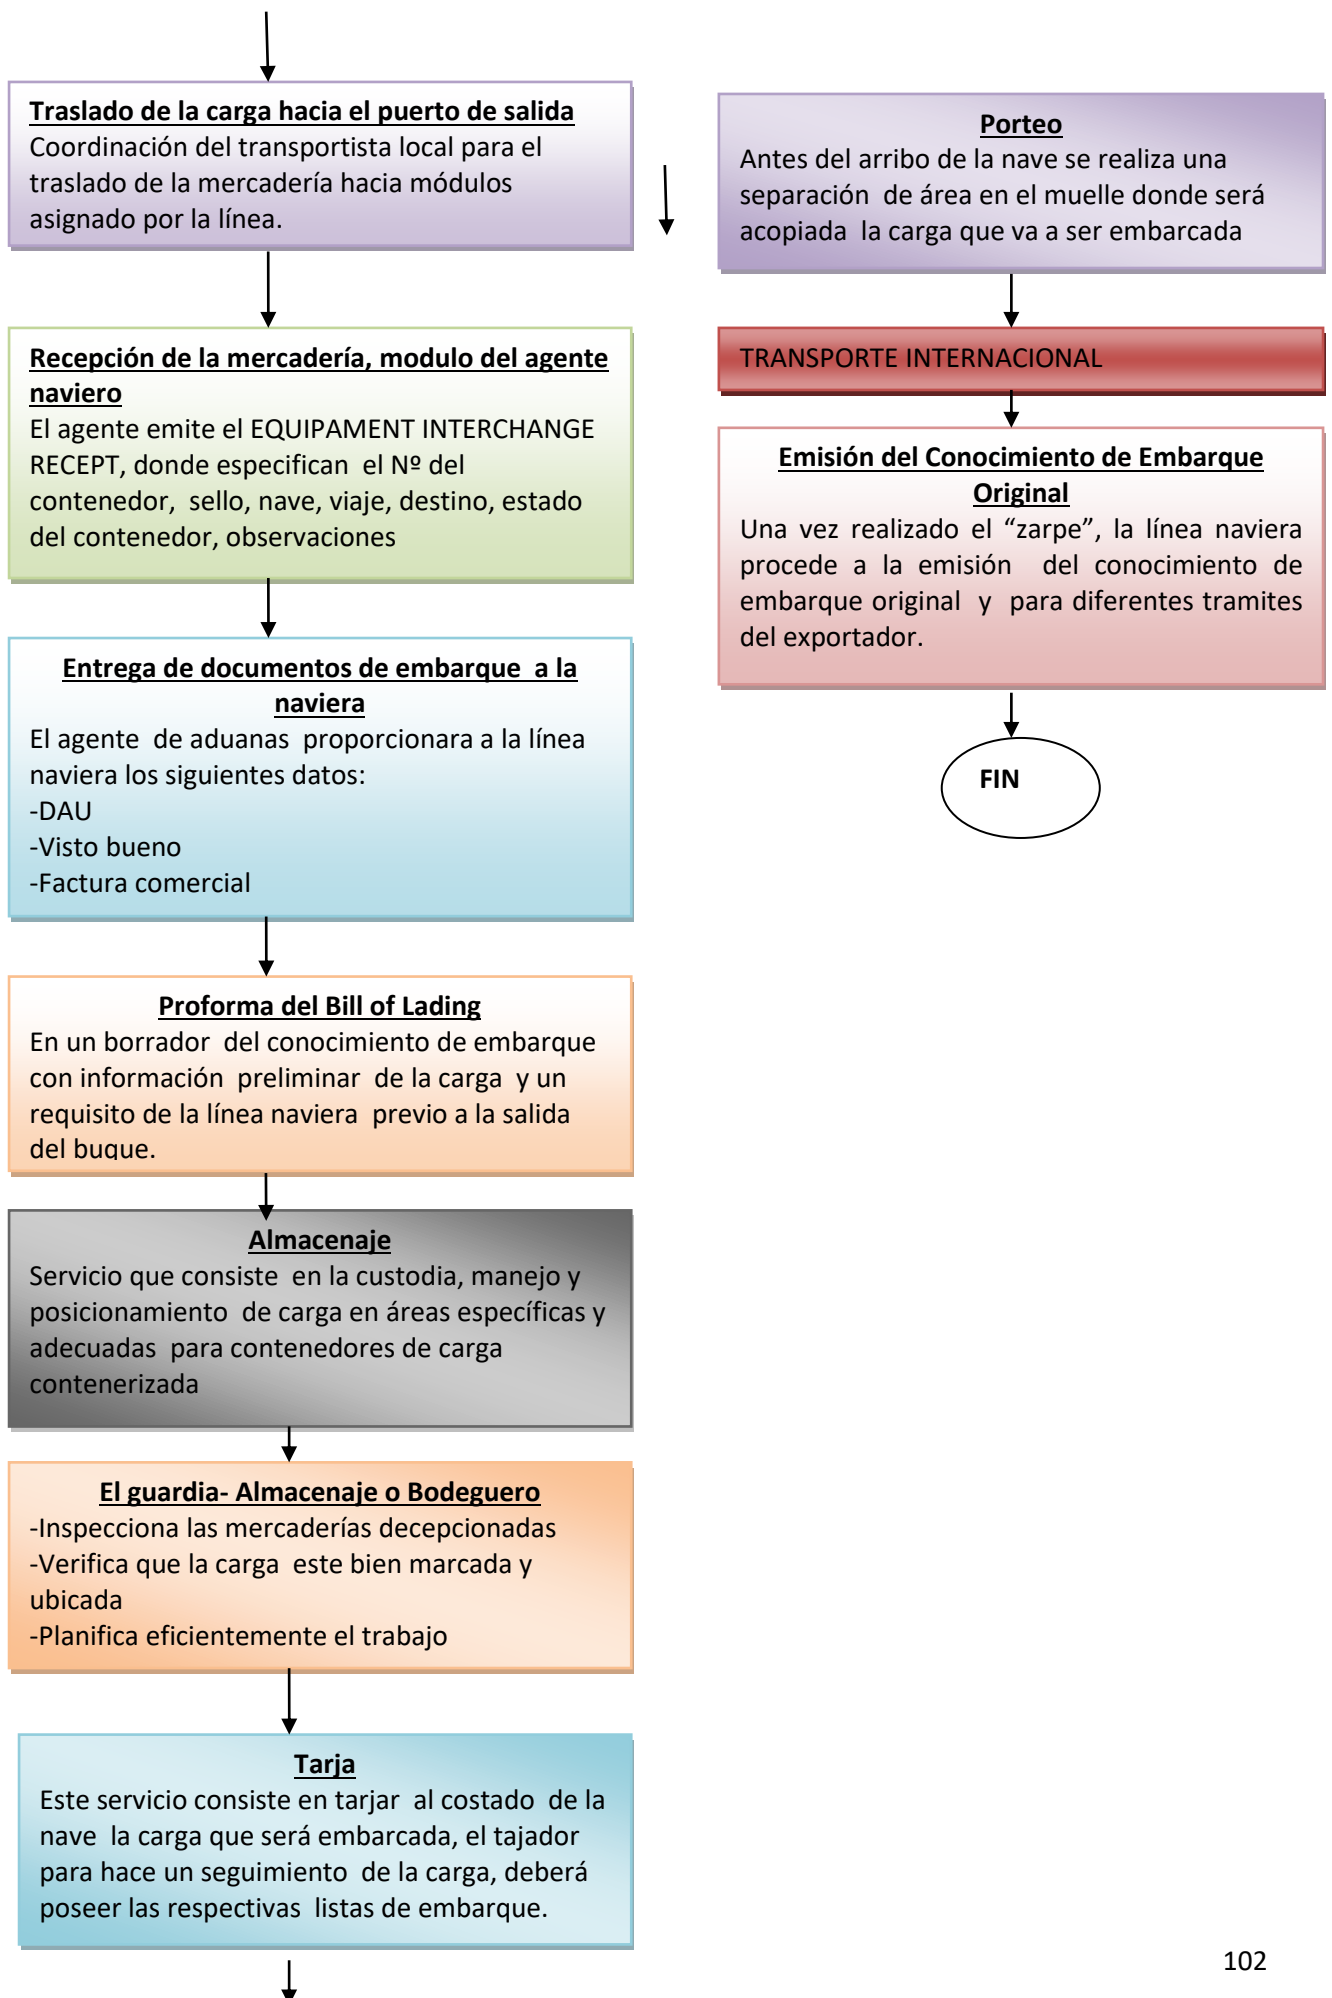 Traslado de la carga hacia el puerto de salida
Coordinación del transportista local para el
traslado de la mercadería hacia módulos
asignado por la línea.
Recepción de la mercadería, modulo del agente
naviero
El agente emite el EQUIPAMENT INTERCHANGE
RECEPT, donde especifican el Nº del
contenedor, sello, nave, viaje, destino, estado
del contenedor, observaciones
Entrega de documentos de embarque a la
naviera
El agente de aduanas proporcionara a la línea
naviera los siguientes datos:
-DAU
-Visto bueno
-Factura comercial
Proforma del Bill of Lading
En un borrador del conocimiento de embarque
con información preliminar de la carga y un
requisito de la línea naviera previo a la salida
del buque.
Almacenaje
Servicio que consiste en la custodia, manejo y
posicionamiento de carga en áreas específicas y
adecuadas para contenedores de carga
contenerizada
El guardia- Almacenaje o Bodeguero
-Inspecciona las mercaderías decepcionadas
-Verifica que la carga este bien marcada y
ubicada
-Planifica eficientemente el trabajo
Tarja
Este servicio consiste en tarjar al costado de la
nave la carga que será embarcada, el tajador
para hace un seguimiento de la carga, deberá
poseer las respectivas listas de embarque.
Porteo
Antes del arribo de la nave se realiza una
separación de área en el muelle donde será
acopiada la carga que va a ser embarcada
TRANSPORTE INTERNACIONAL
Emisión del Conocimiento de Embarque
Original
Una vez realizado el “zarpe”, la línea naviera
procede a la emisión del conocimiento de
embarque original y para diferentes tramites
del exportador.
FIN
102